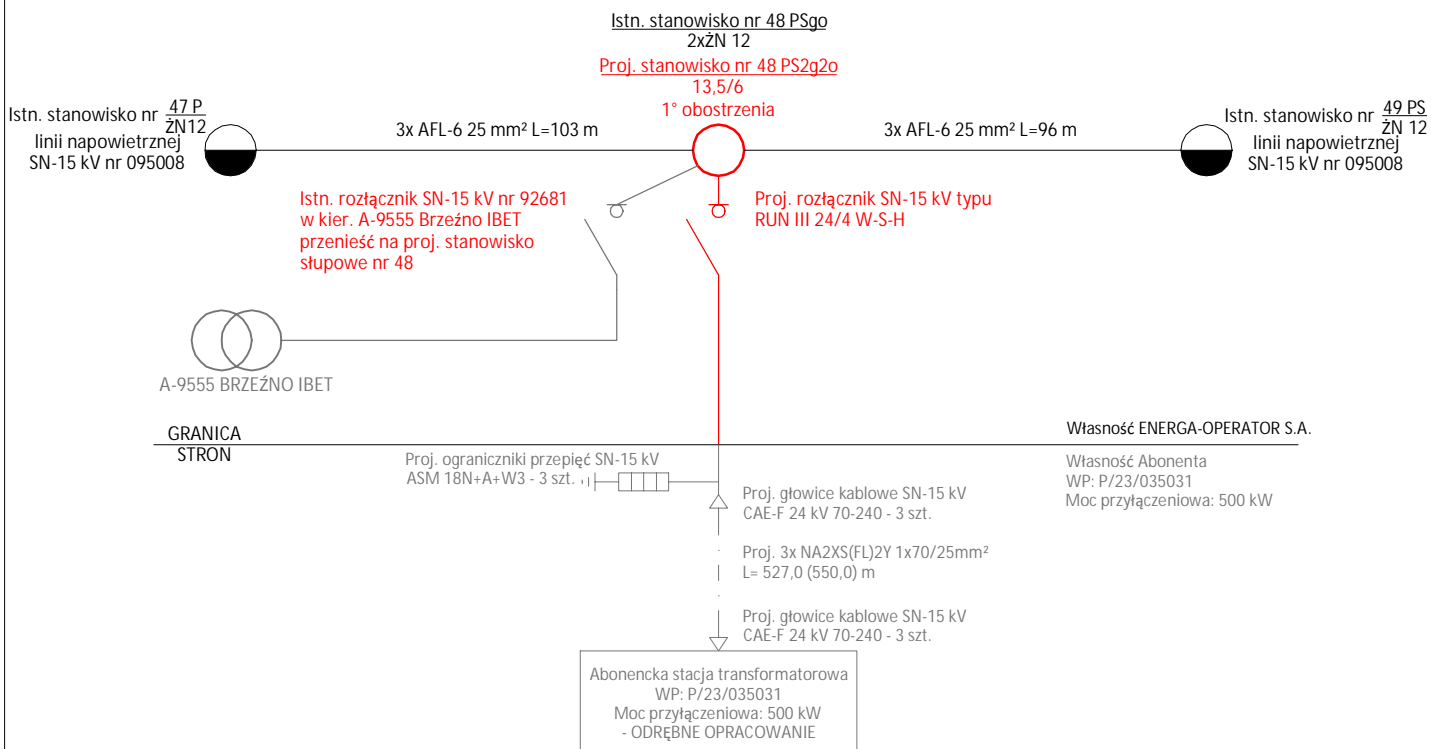 Istn. stanowisko nr 48 PSgo
2xŻN 12
Proj. stanowisko nr 48 PS2g2o
13,5/6
1° obostrzenia
Istn. stanowisko nr 47 P
ŻN12
linii napowietrznej
SN-15 kV nr 095008
3x AFL-6 25 mm² L=103 m
3x AFL-6 25 mm² L=96 m
Istn. stanowisko nr 49 PS
ŻN 12
linii napowietrznej
SN-15 kV nr 095008
Istn. rozłącznik SN-15 kV nr 92681
w kier. A-9555 Brzeźno IBET
przenieść na proj. stanowisko
słupowe nr 48
Proj. rozłącznik SN-15 kV typu
RUN III 24/4 W-S-H
A-9555 BRZEŹNO IBET
GRANICA
STRON
Własność ENERGA-OPERATOR S.A.
Własność Abonenta
WP: P/23/035031
Moc przyłączeniowa: 500 kW
Proj. ograniczniki przepięć SN-15 kV
ASM 18N+A+W3 - 3 szt.
Proj. głowice kablowe SN-15 kV
CAE-F 24 kV 70-240 - 3 szt.
Proj. 3x NA2XS(FL)2Y 1x70/25mm²
L= 527,0 (550,0) m
Proj. głowice kablowe SN-15 kV
CAE-F 24 kV 70-240 - 3 szt.
Abonencka stacja transformatorowa
WP: P/23/035031
Moc przyłączeniowa: 500 kW
- ODRĘBNE OPRACOWANIE